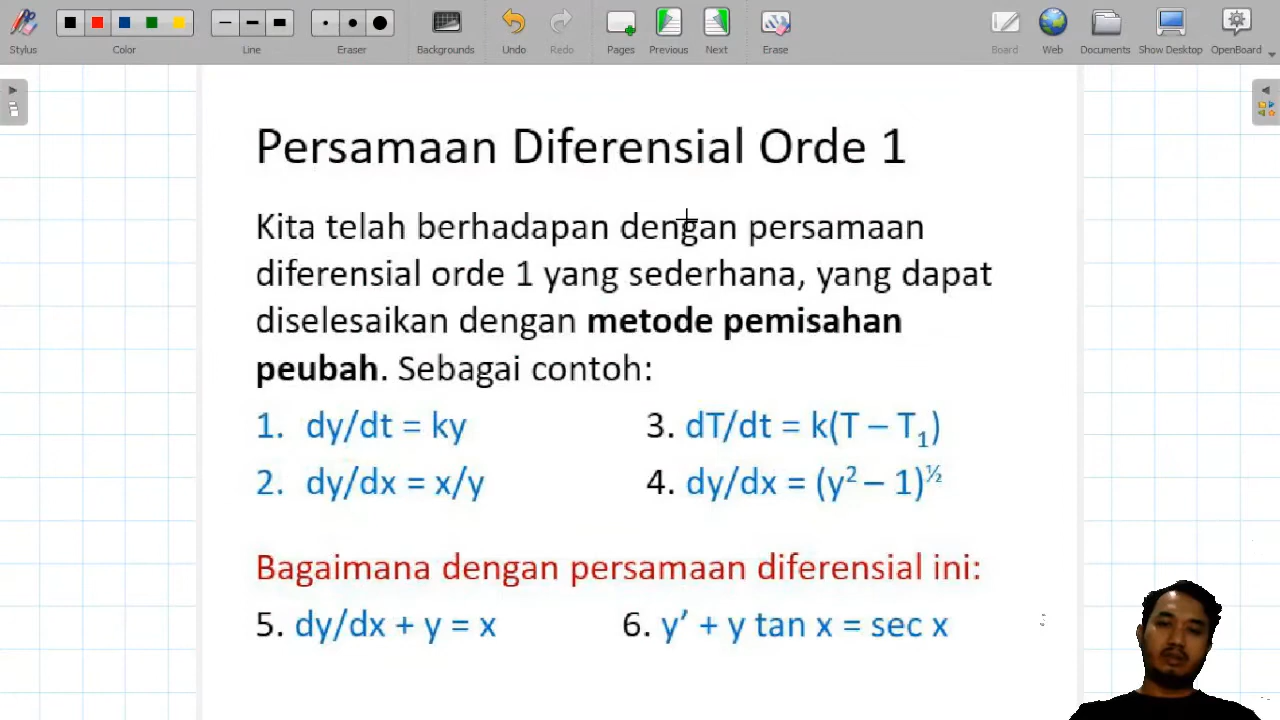 Stylus Color Line Eraser Backgrounds Undo Redo Pages Previous Next Erase Board Web Documents Show Desktop OpenBoard
Persamaan Diferensial Orde 1
Kita telah berhadapan dengan persamaan
diferensial orde 1 yang sederhana, yang dapat
diselesaikan dengan metode pemisahan
peubah. Sebagai contoh:
1. dy/dt = ky 3. dT/dt = k(T – T₁)
2. dy/dx = x/y 4. dy/dx = (y² – 1)^½
Bagaimana dengan persamaan diferensial ini:
5. dy/dx + y = x 6. y’ + y tan x = sec x